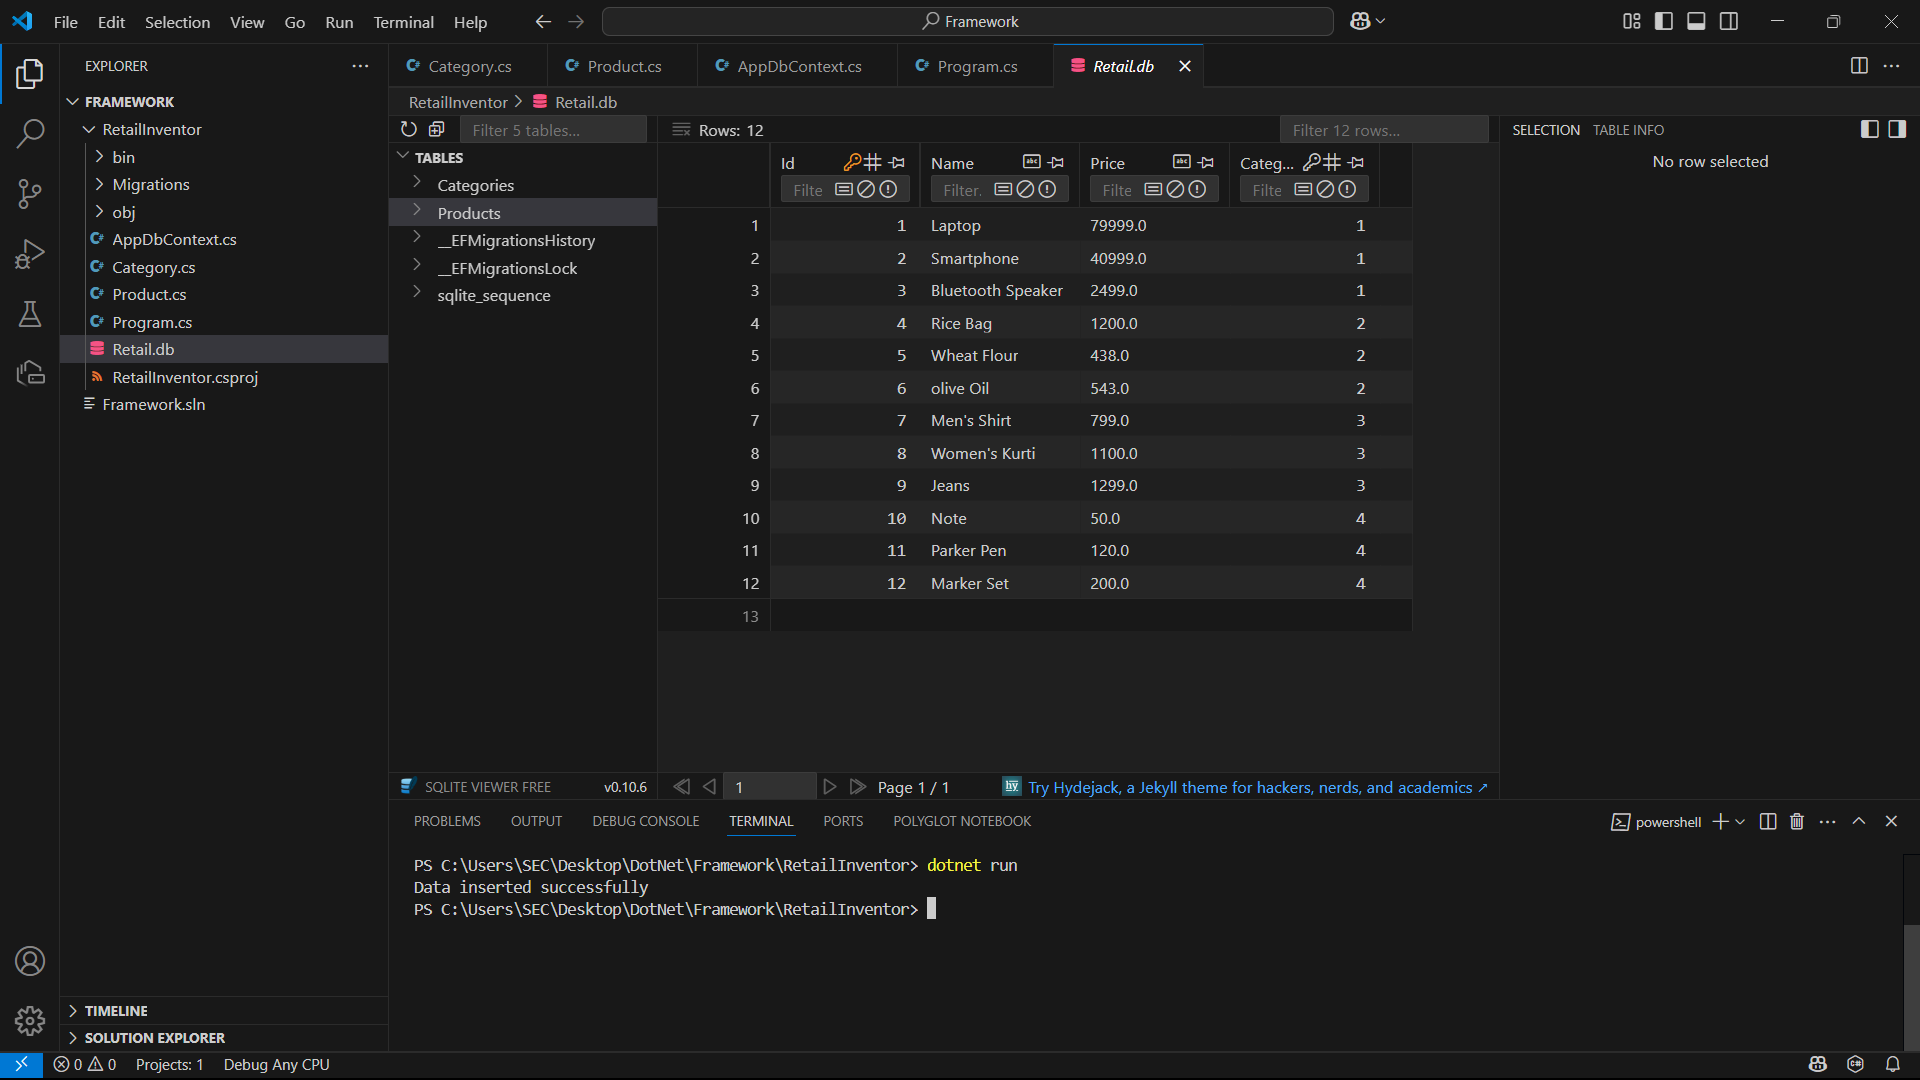 File Edit Selection View Go Run Terminal Help
Framework
EXPLORER
FRAMEWORK
RetailInventor
bin
Migrations
obj
AppDbContext.cs
Category.cs
Product.cs
Program.cs
Retail.db
RetailInventor.csproj
Framework.sln
TIMELINE
SOLUTION EXPLORER
Category.cs Product.cs AppDbContext.cs Program.cs Retail.db
RetailInventor > Retail.db
Filter 5 tables...
TABLES
Categories
Products
__EFMigrationsHistory
__EFMigrationsLock
sqlite_sequence
SQLITE VIEWER FREE v0.10.6
Rows: 12 Filter 12 rows...
Id Name Price Categ...
Filte Filter. Filte Filte
1 1 Laptop 79999.0 1
2 2 Smartphone 40999.0 1
3 3 Bluetooth Speaker 2499.0 1
4 4 Rice Bag 1200.0 2
5 5 Wheat Flour 438.0 2
6 6 olive Oil 543.0 2
7 7 Men's Shirt 799.0 3
8 8 Women's Kurti 1100.0 3
9 9 Jeans 1299.0 3
10 10 Note 50.0 4
11 11 Parker Pen 120.0 4
12 12 Marker Set 200.0 4
13
1 Page 1 / 1 hy Try Hydejack, a Jekyll theme for hackers, nerds, and academics ↗
SELECTION TABLE INFO
No row selected
PROBLEMS OUTPUT DEBUG CONSOLE TERMINAL PORTS POLYGLOT NOTEBOOK
powershell
PS C:\Users\SEC\Desktop\DotNet\Framework\RetailInventor> dotnet run
Data inserted successfully
PS C:\Users\SEC\Desktop\DotNet\Framework\RetailInventor>
0 0 Projects: 1 Debug Any CPU